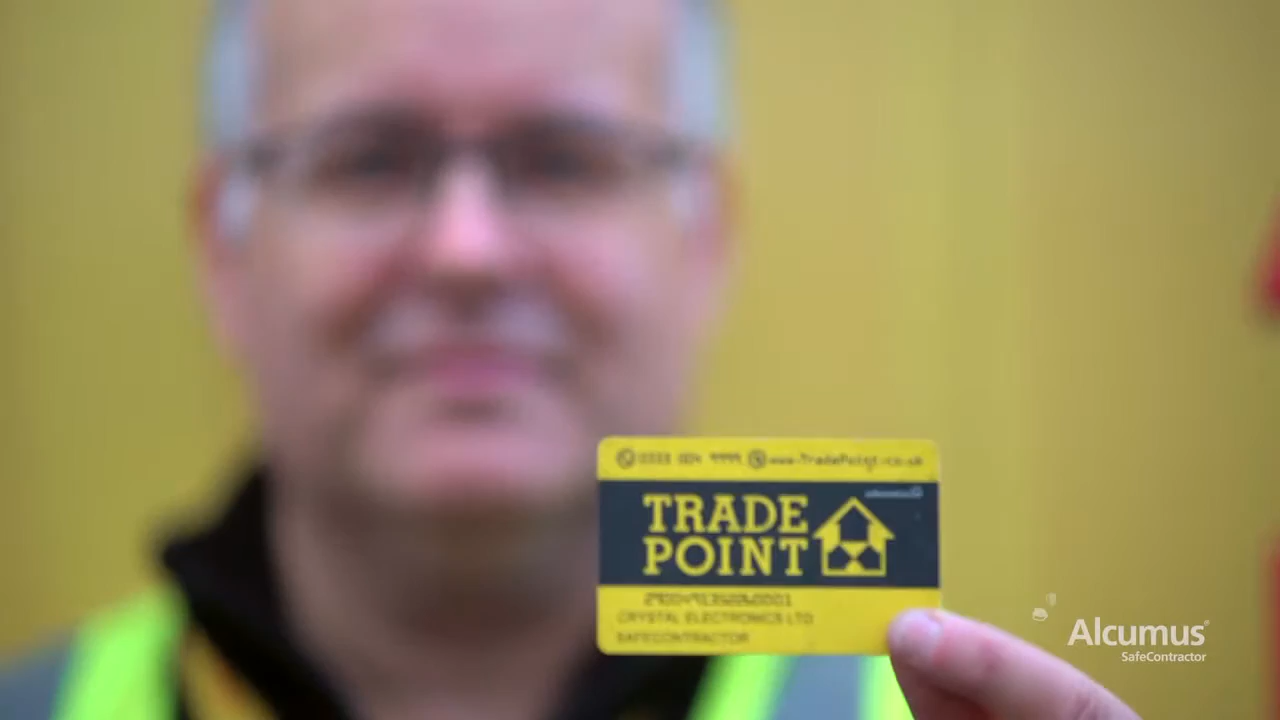 www.TradePoint.co.uk
TRADE
POINT
CRYSTAL ELECTRONICS LTD
SAFECONTRACTOR
Alcumus®
SafeContractor